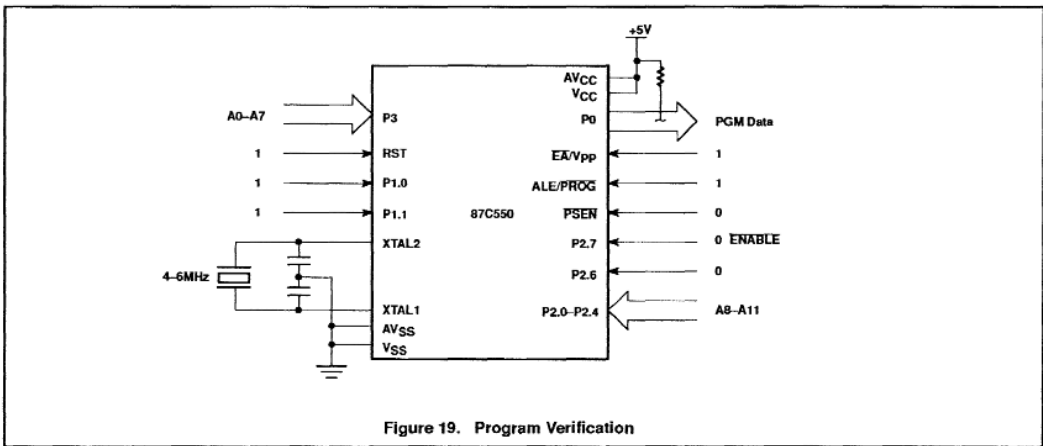 +5V
AVCC
VCC
A0–A7
P3
P0
PGM Data
1
RST
EA/VPP
1
1
P1.0
ALE/PROG
1
1
P1.1
87C550
PSEN
0
XTAL2
P2.7
0 ENABLE
4–6MHz
P2.6
0
XTAL1
P2.0–P2.4
A8–A11
AVSS
VSS
Figure 19. Program Verification